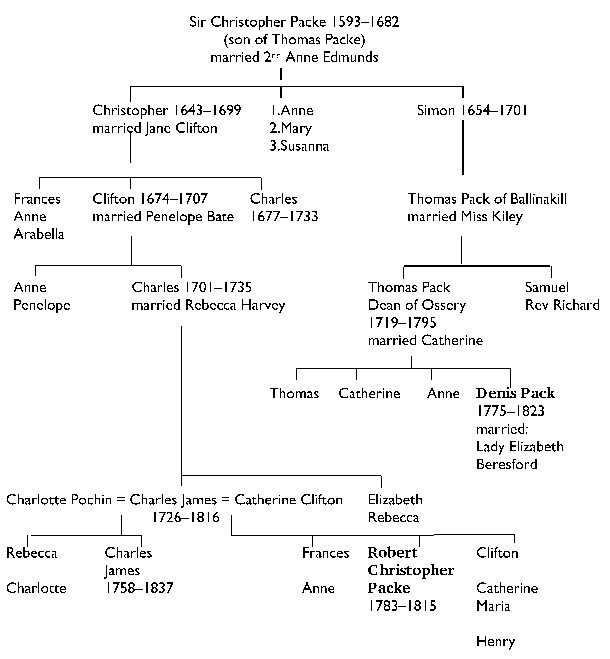 Sir Christopher Packe 1593–1682
(son of Thomas Packe)
married 2ⁿᵈ Anne Edmunds
Christopher 1643–1699
married Jane Clifton
1.Anne
2.Mary
3.Susanna
Simon 1654–1701
Frances
Anne
Arabella
Clifton 1674–1707
married Penelope Bate
Charles
1677–1733
Thomas Pack of Ballinakill
married Miss Kiley
Anne
Penelope
Charles 1701–1735
married Rebecca Harvey
Thomas Pack
Dean of Ossery
1719–1795
married Catherine
Samuel
Rev Richard
Thomas
Catherine
Anne
Denis Pack
1775–1823
married:
Lady Elizabeth
Beresford
Charlotte Pochin = Charles James = Catherine Clifton
1726–1816
Elizabeth
Rebecca
Rebecca
Charlotte
Charles
James
1758–1837
Frances
Anne
Robert
Christopher
Packe
1783–1815
Clifton
Catherine
Maria
Henry